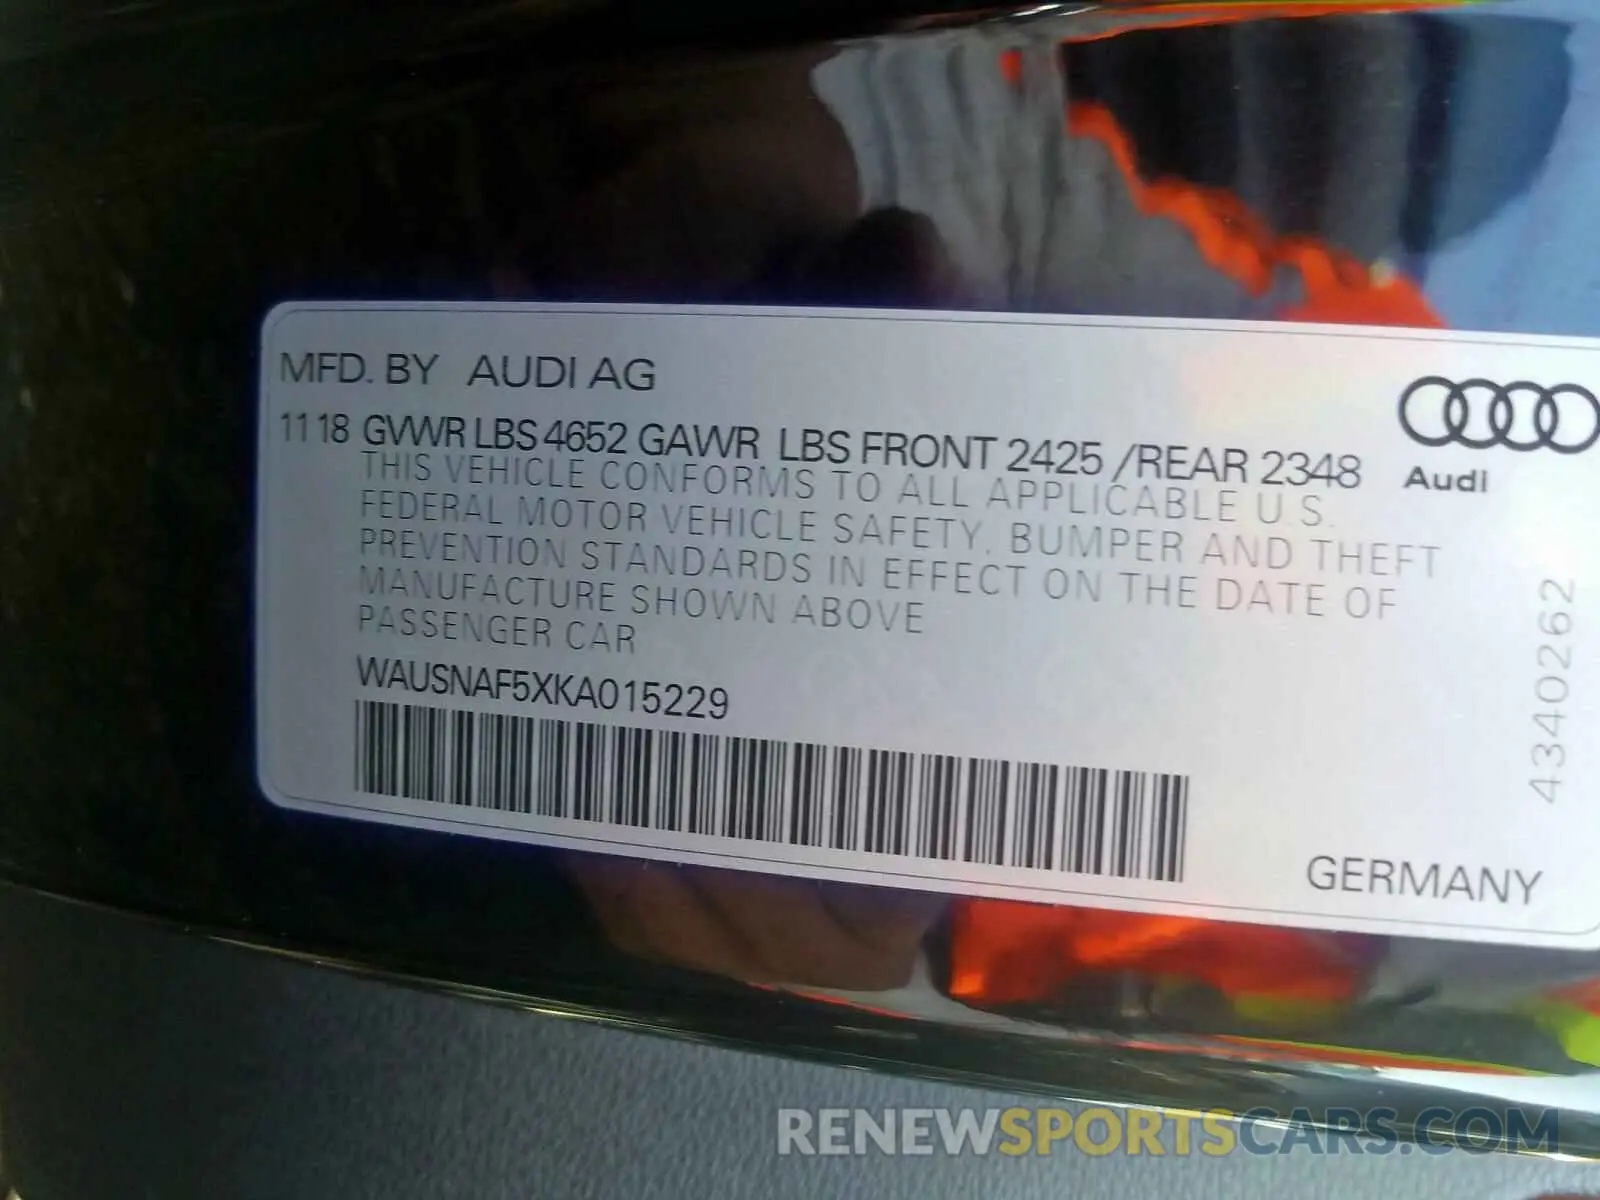 MFD. BY AUDI AG
11 18 GVWR LBS 4652 GAWR LBS FRONT 2425 /REAR 2348
THIS VEHICLE CONFORMS TO ALL APPLICABLE U.S.
FEDERAL MOTOR VEHICLE SAFETY, BUMPER AND THEFT
PREVENTION STANDARDS IN EFFECT ON THE DATE OF
MANUFACTURE SHOWN ABOVE
PASSENGER CAR
WAUSNAF5XKA015229
Audi
4340262
GERMANY
RENEWSPORTSCARS.COM